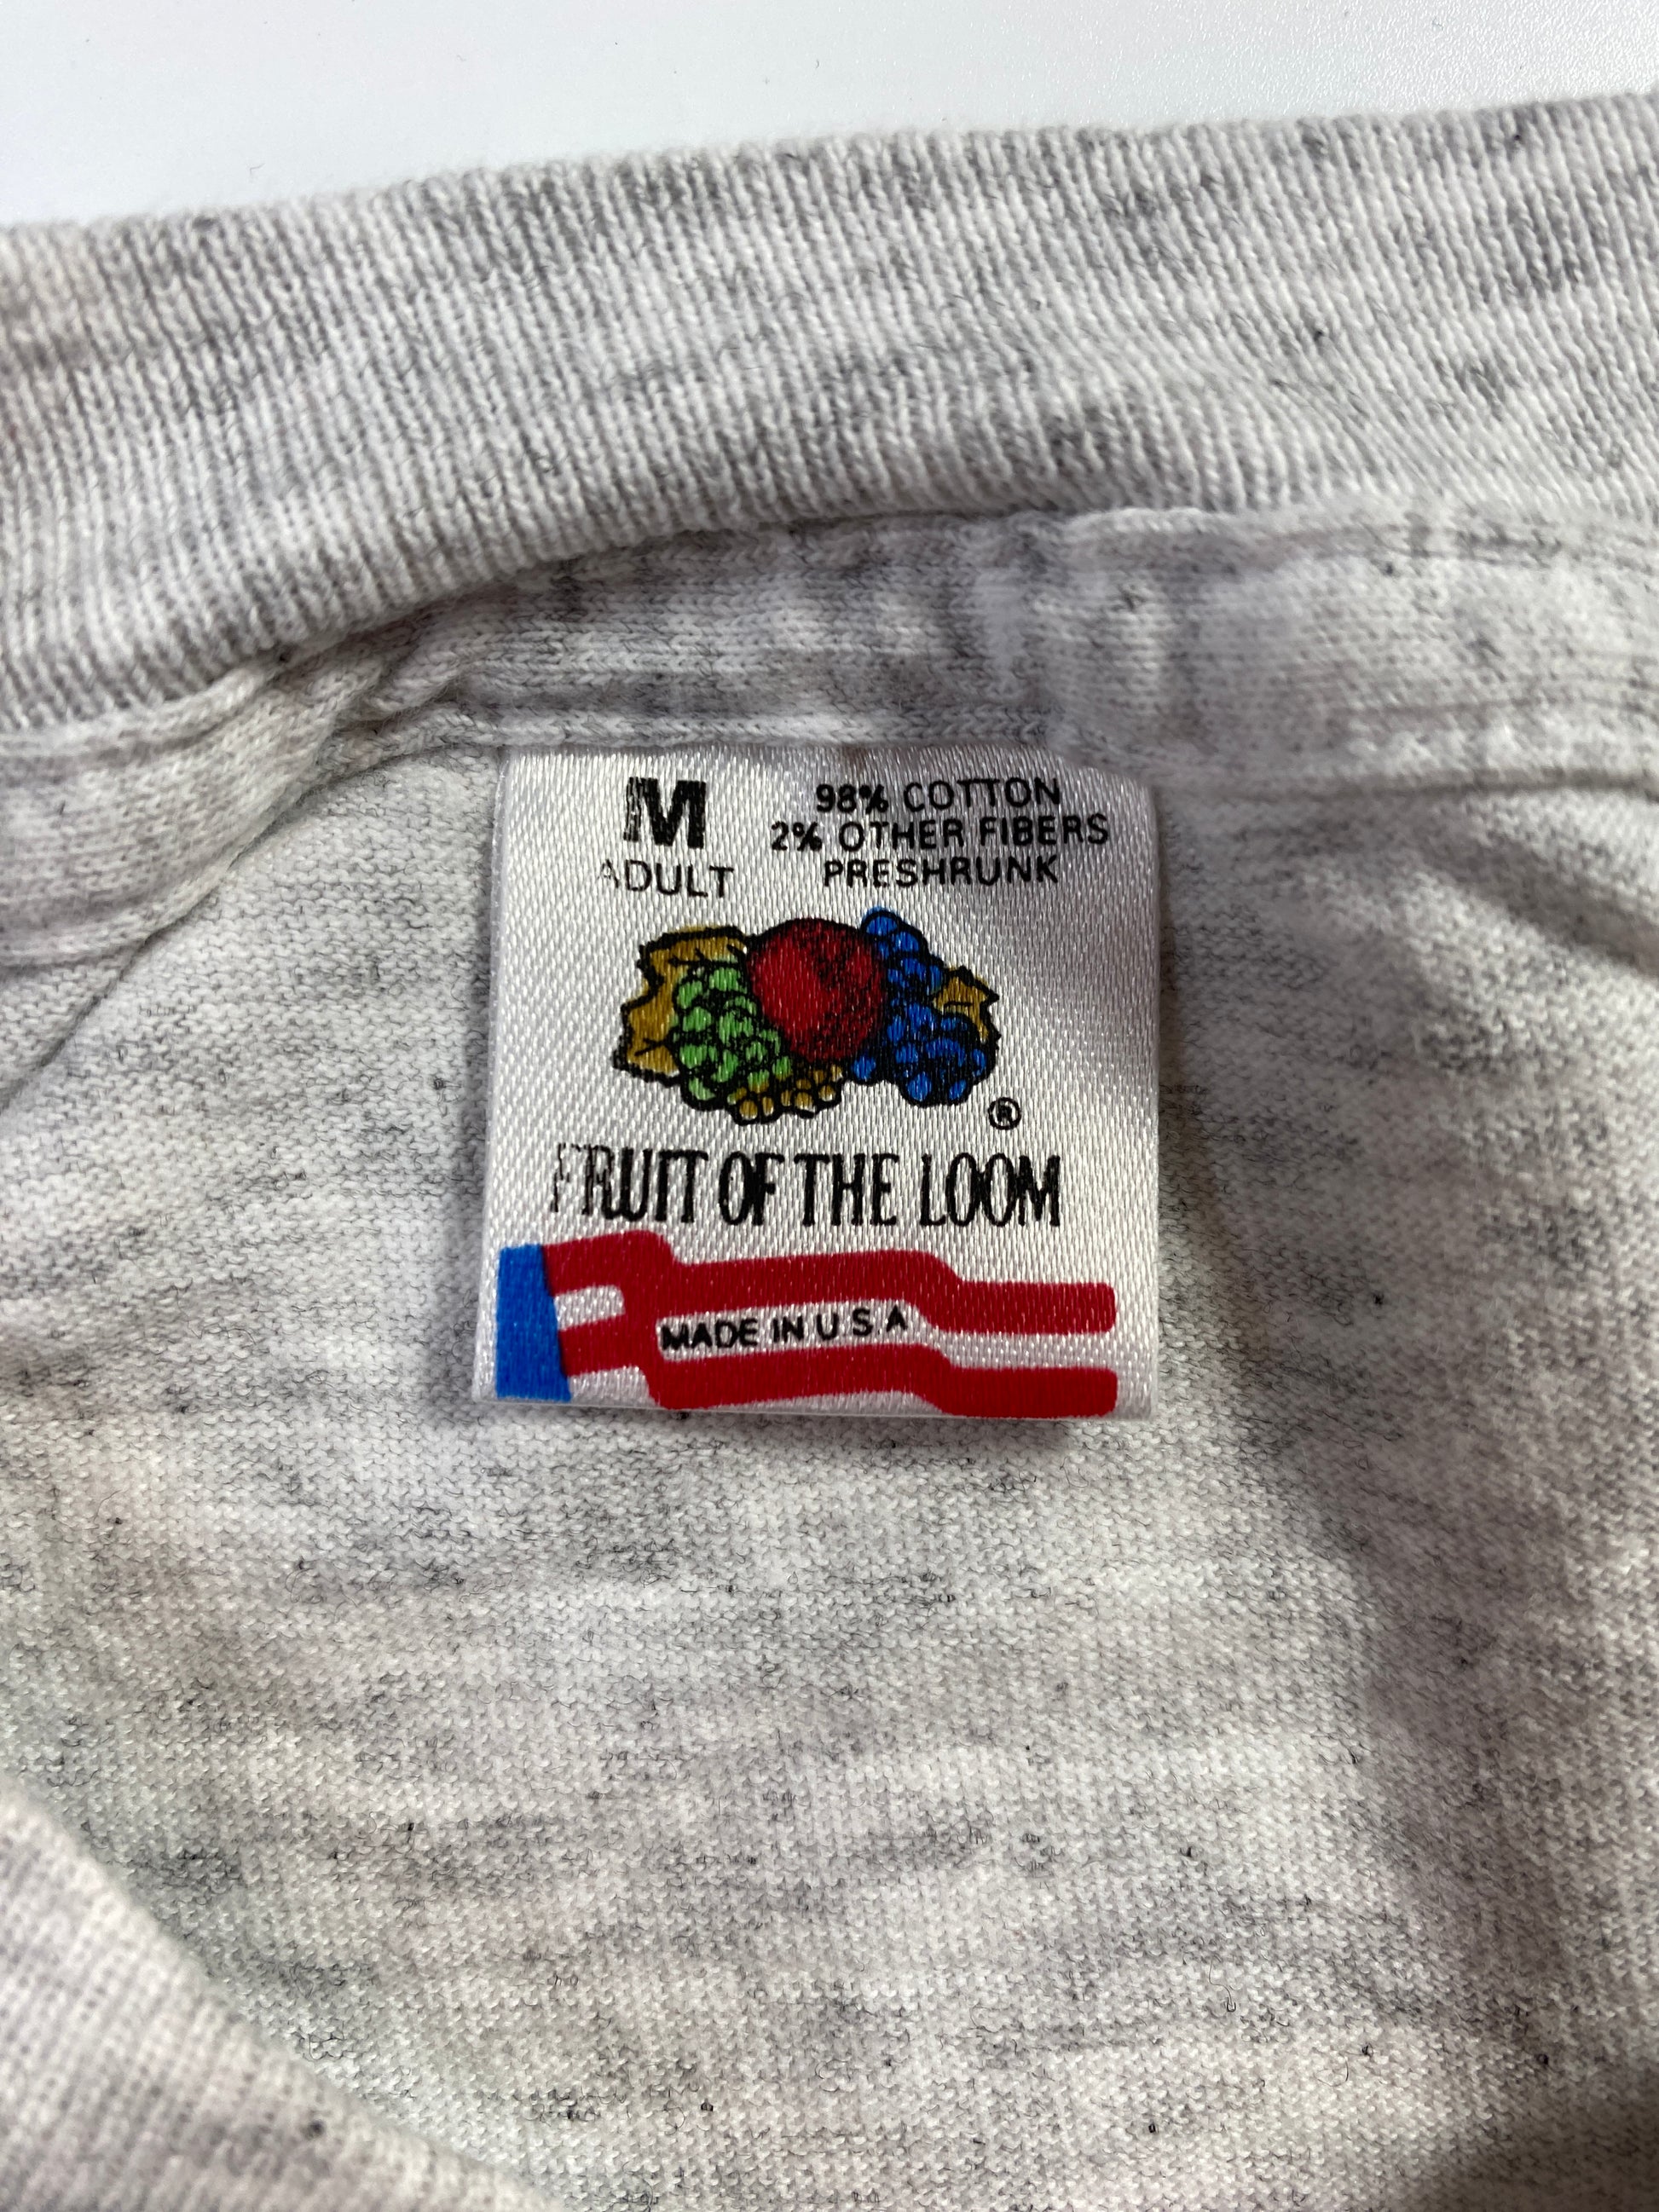 M
ADULT
98% COTTON
2% OTHER FIBERS
PRESHRUNK
®
FRUIT OF THE LOOM
MADE IN U.S.A